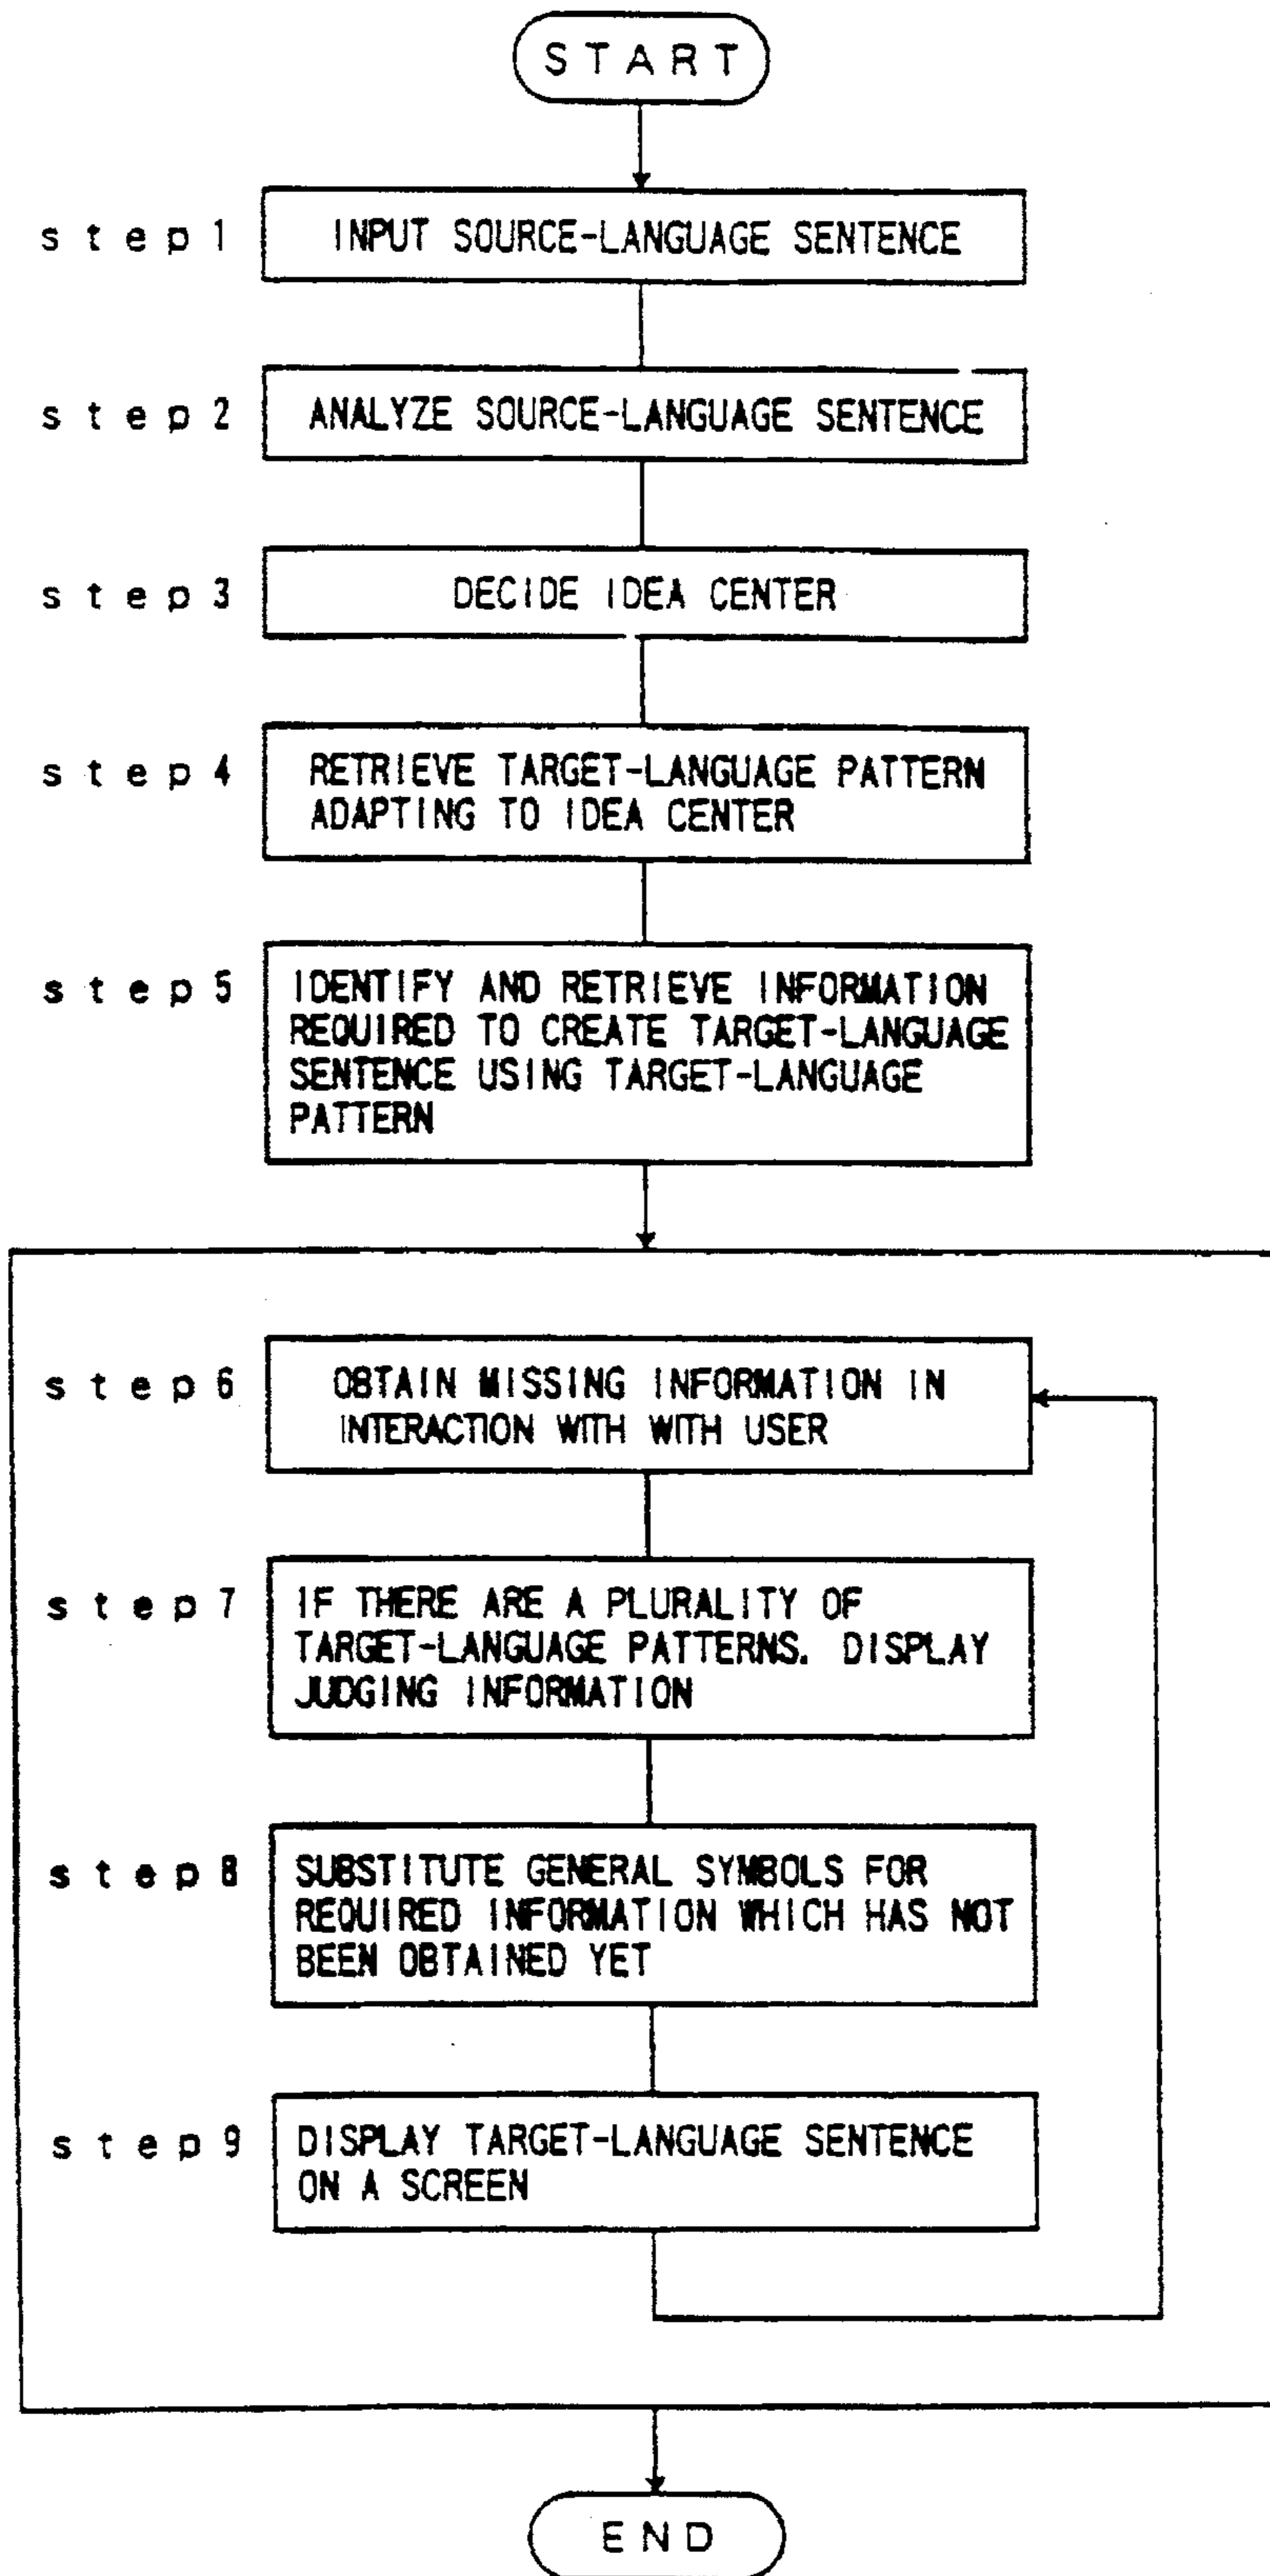 START
step 1
INPUT SOURCE-LANGUAGE SENTENCE
step 2
ANALYZE SOURCE-LANGUAGE SENTENCE
step 3
DECIDE IDEA CENTER
step 4
RETRIEVE TARGET-LANGUAGE PATTERN
ADAPTING TO IDEA CENTER
step 5
IDENTIFY AND RETRIEVE INFORMATION
REQUIRED TO CREATE TARGET-LANGUAGE
SENTENCE USING TARGET-LANGUAGE
PATTERN
step 6
OBTAIN MISSING INFORMATION IN
INTERACTION WITH WITH USER
step 7
IF THERE ARE A PLURALITY OF
TARGET-LANGUAGE PATTERNS. DISPLAY
JUDGING INFORMATION
step 8
SUBSTITUTE GENERAL SYMBOLS FOR
REQUIRED INFORMATION WHICH HAS NOT
BEEN OBTAINED YET
step 9
DISPLAY TARGET-LANGUAGE SENTENCE
ON A SCREEN
END